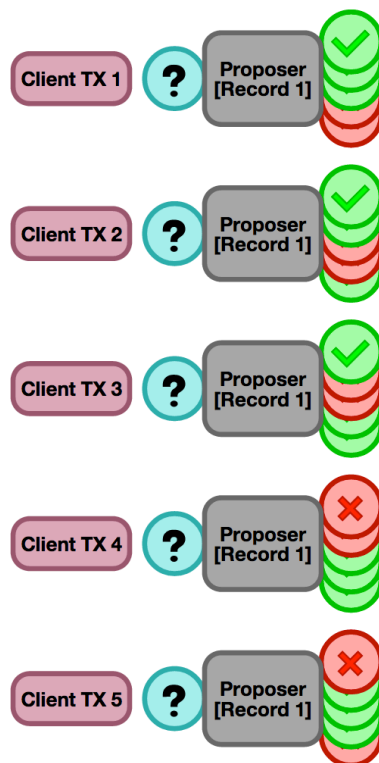 Client TX 1
?
Proposer
[Record 1]
Client TX 2
?
Proposer
[Record 1]
Client TX 3
?
Proposer
[Record 1]
Client TX 4
?
Proposer
[Record 1]
Client TX 5
?
Proposer
[Record 1]